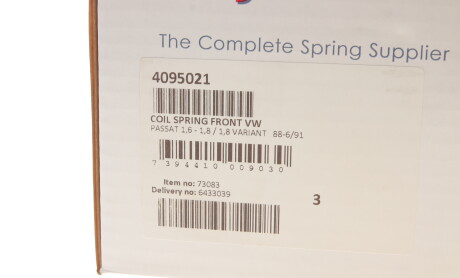 The Complete Spring Supplier
4095021
COIL SPRING FRONT VW
PASSAT 1,6 - 1,8 / 1,8 VARIANT 88-6/91
7 394410 009030
Item no: 73083
Delivery no: 6433039
3